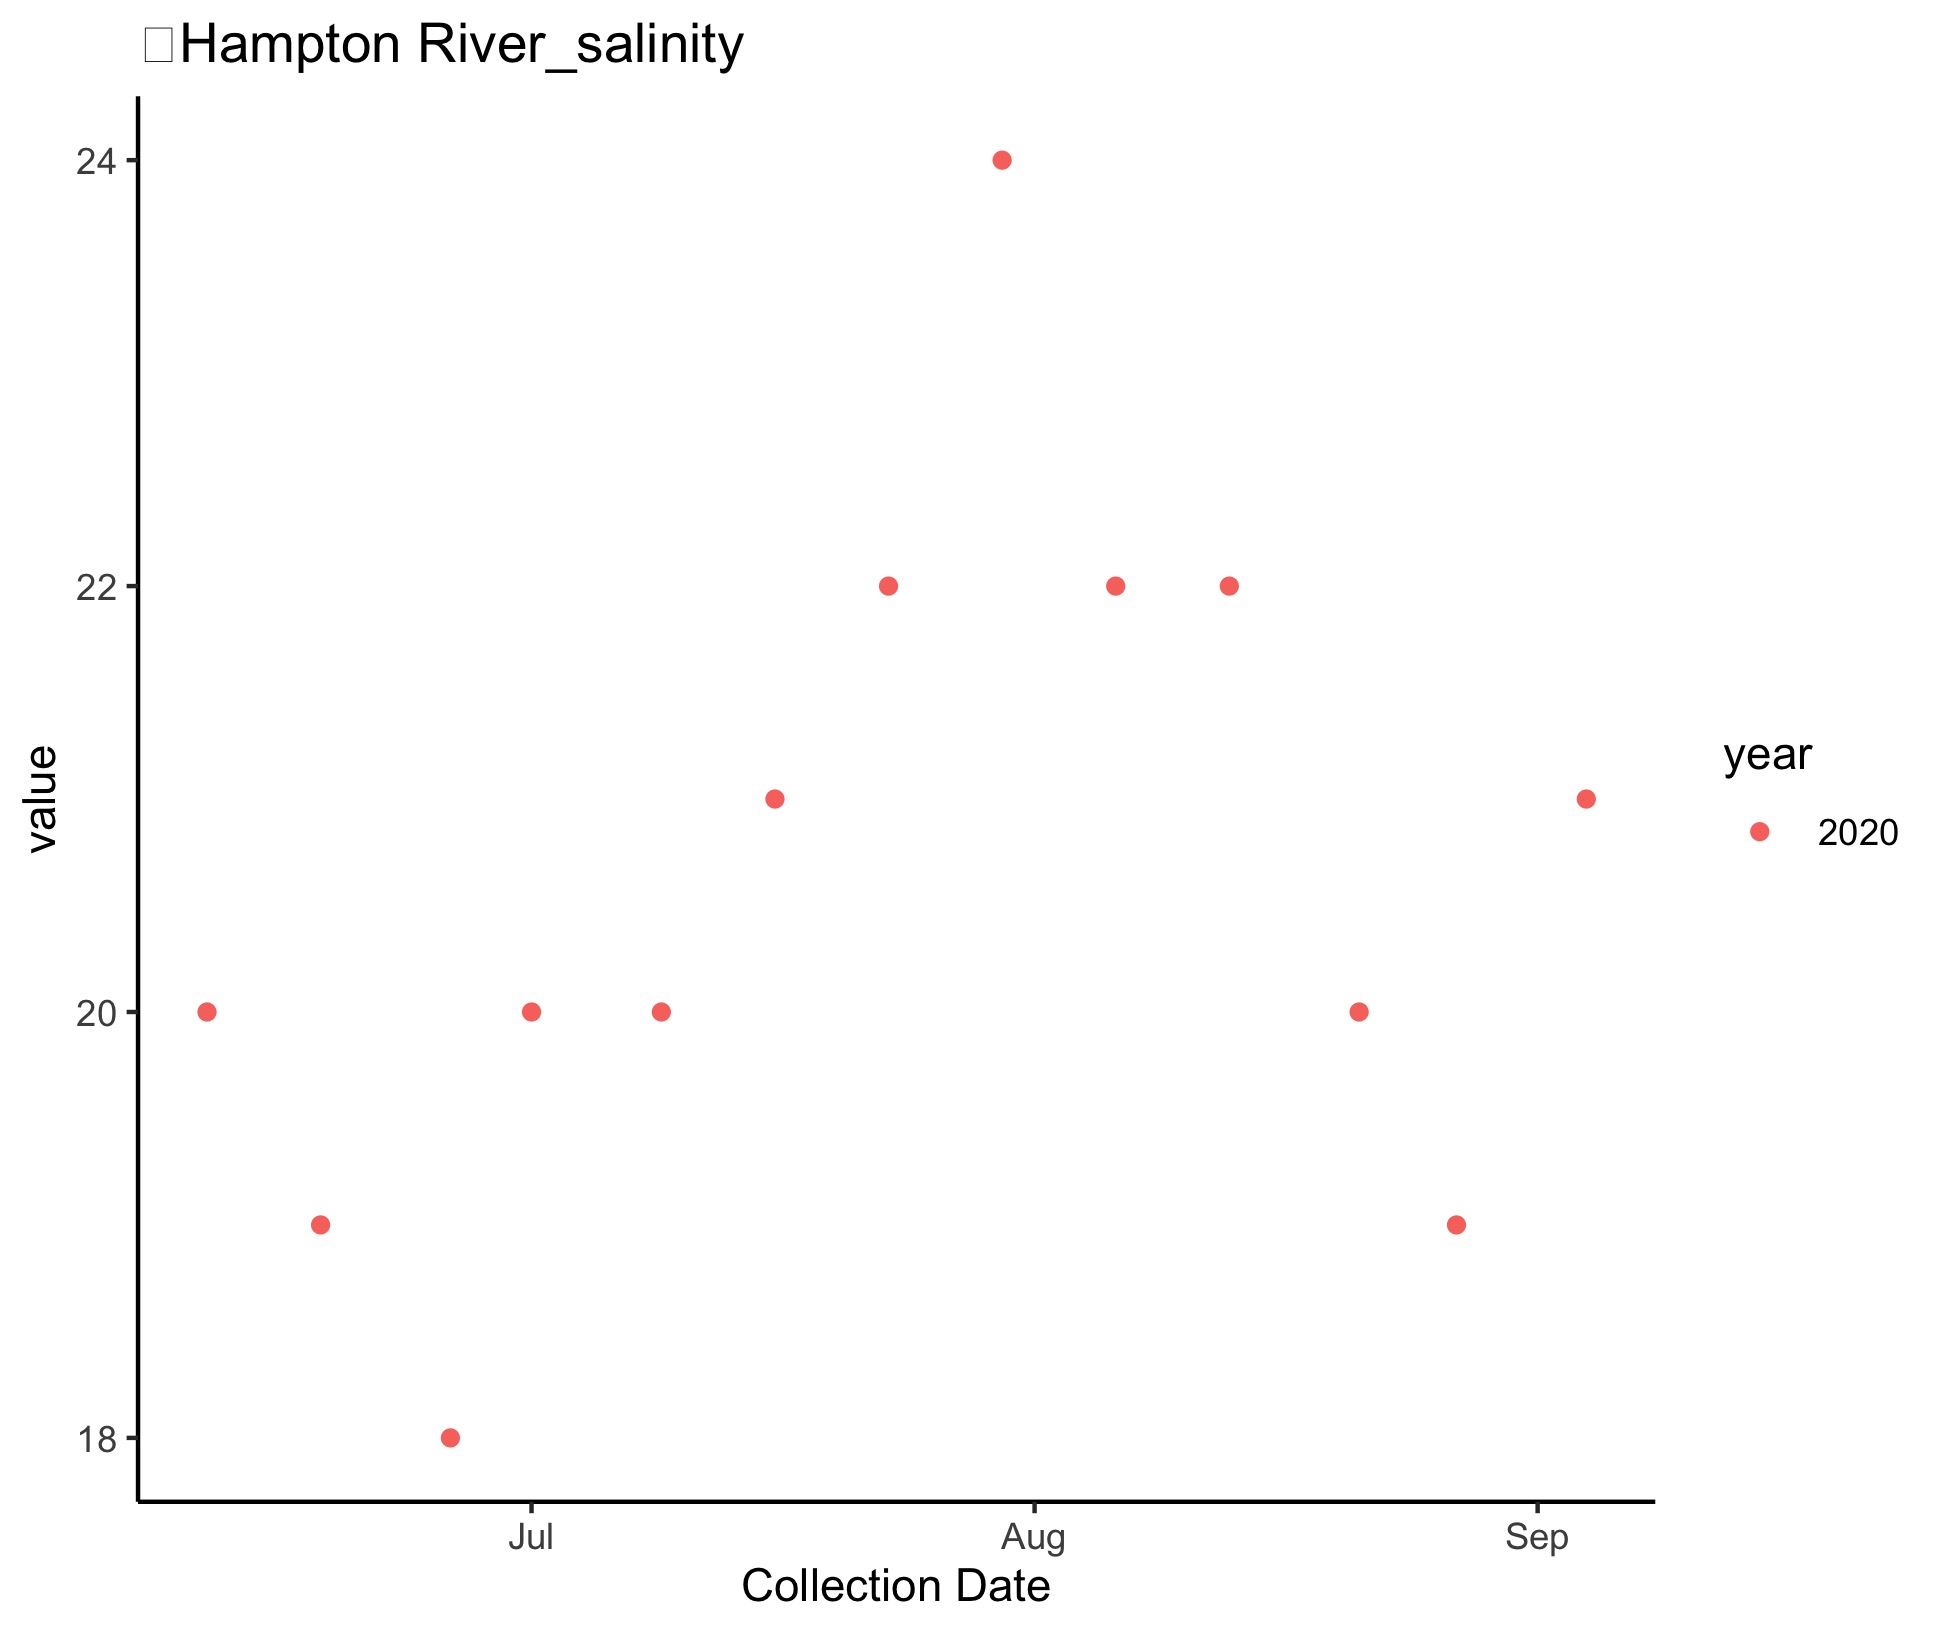 Hampton River_salinity
24
22
20
18
value
Jul Aug Sep
Collection Date
year
2020